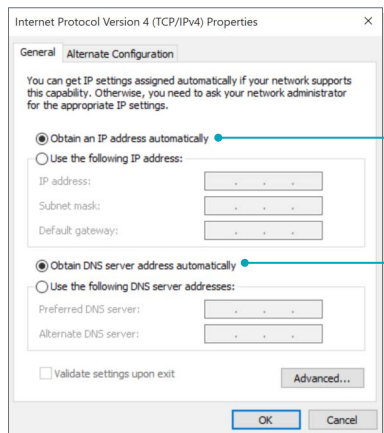 Internet Protocol Version 4 (TCP/IPv4) Properties
General
Alternate Configuration
You can get IP settings assigned automatically if your network supports
this capability. Otherwise, you need to ask your network administrator
for the appropriate IP settings.
Obtain an IP address automatically
Use the following IP address:
IP address:
Subnet mask:
Default gateway:
Obtain DNS server address automatically
Use the following DNS server addresses:
Preferred DNS server:
Alternate DNS server:
Validate settings upon exit
Advanced...
OK
Cancel